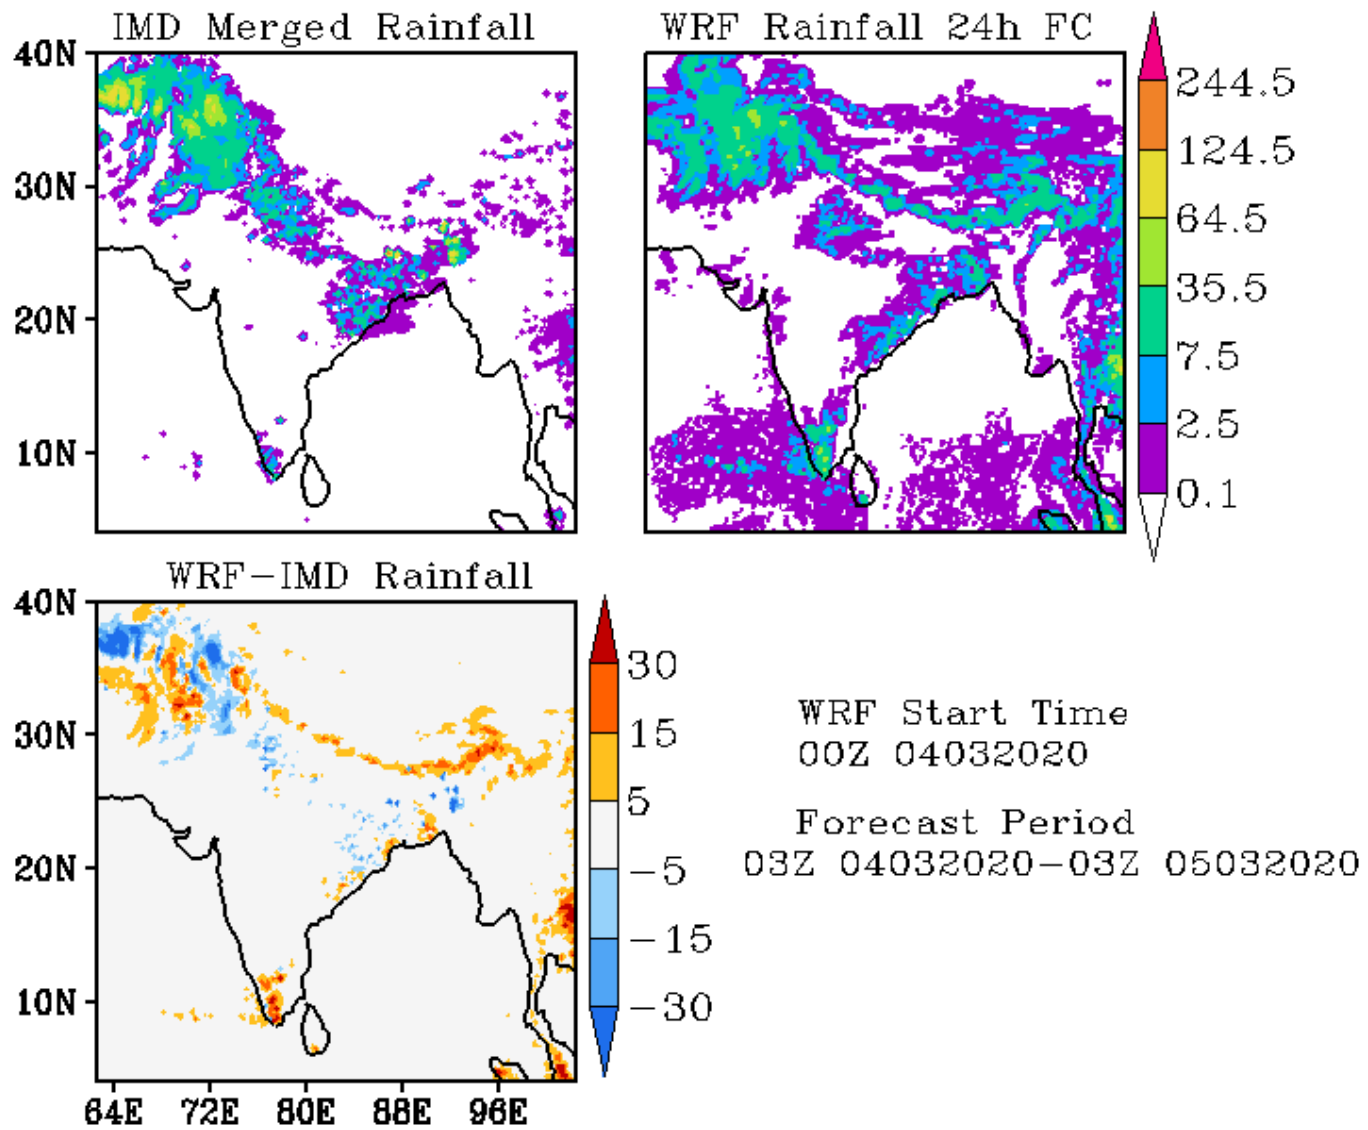 IMD Merged Rainfall
WRF Rainfall 24h FC
40N
30N
20N
10N
244.5
124.5
64.5
35.5
7.5
2.5
0.1
WRF-IMD Rainfall
40N
30N
20N
10N
64E 72E 80E 88E 96E
30
15
5
-5
-15
-30
WRF Start Time
00Z 04032020
Forecast Period
03Z 04032020-03Z 05032020